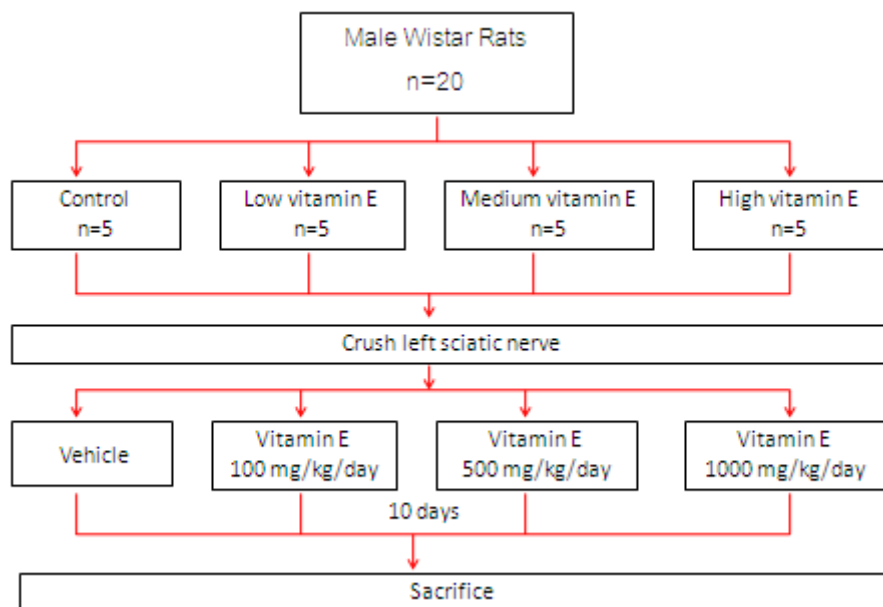 Male Wistar Rats
n=20
Control
n=5
Low vitamin E
n=5
Medium vitamin E
n=5
High vitamin E
n=5
Crush left sciatic nerve
Vehicle
Vitamin E
100 mg/kg/day
Vitamin E
500 mg/kg/day
Vitamin E
1000 mg/kg/day
10 days
Sacrifice